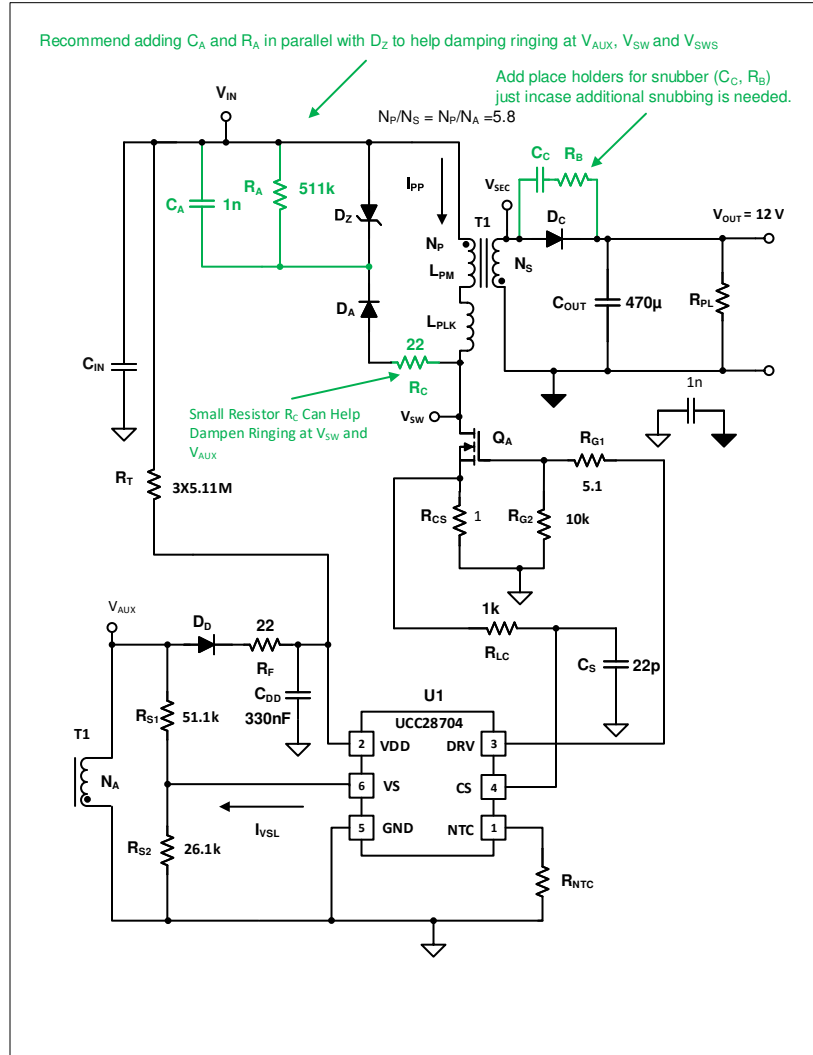 Recommend adding CA and RA in parallel with DZ to help damping ringing at VAUX, VSW and VSWS
Add place holders for snubber (CC, RB)
just incase additional snubbing is needed.
VIN
NP/NS = NP/NA =5.8
CC
RB
VSEC
IPP
RA
511k
CA
1n
DZ
T1
DC
VOUT = 12 V
NP
LPM
NS
COUT
470µ
RPL
DA
LPLK
CIN
22
RC
1n
Small Resistor RC Can Help
Dampen Ringing at VSW and
VAUX
VSW
QA
RG1
5.1
RT
3X5.11M
RCS
1
RG2
10k
VAUX
DD
22
RF
1k
RLC
CS
22p
CDD
330nF
U1
UCC28704
RS1
51.1k
T1
NA
2
VDD
DRV
3
6
VS
CS
4
5
GND
NTC
1
IVSL
RS2
26.1k
RNTC